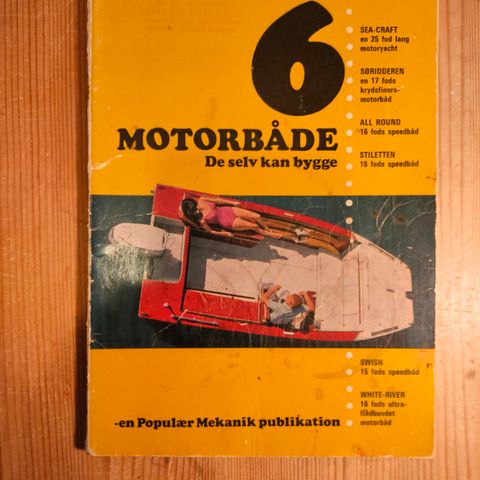 6
MOTORBÅDE
De selv kan bygge
SEA-CRAFT
en 25 fod lang
motoryacht
SØRIDDEREN
en 17 fods
krydsfiners-
motorbåd
ALL ROUND
16 fods speedbåd
STILETTEN
16 fods speedbåd
SWISH
15 fods speedbåd
WHITE-RIVER
16 fods ultra-
fladbundet
motorbåd
-en Populær Mekanik publikation